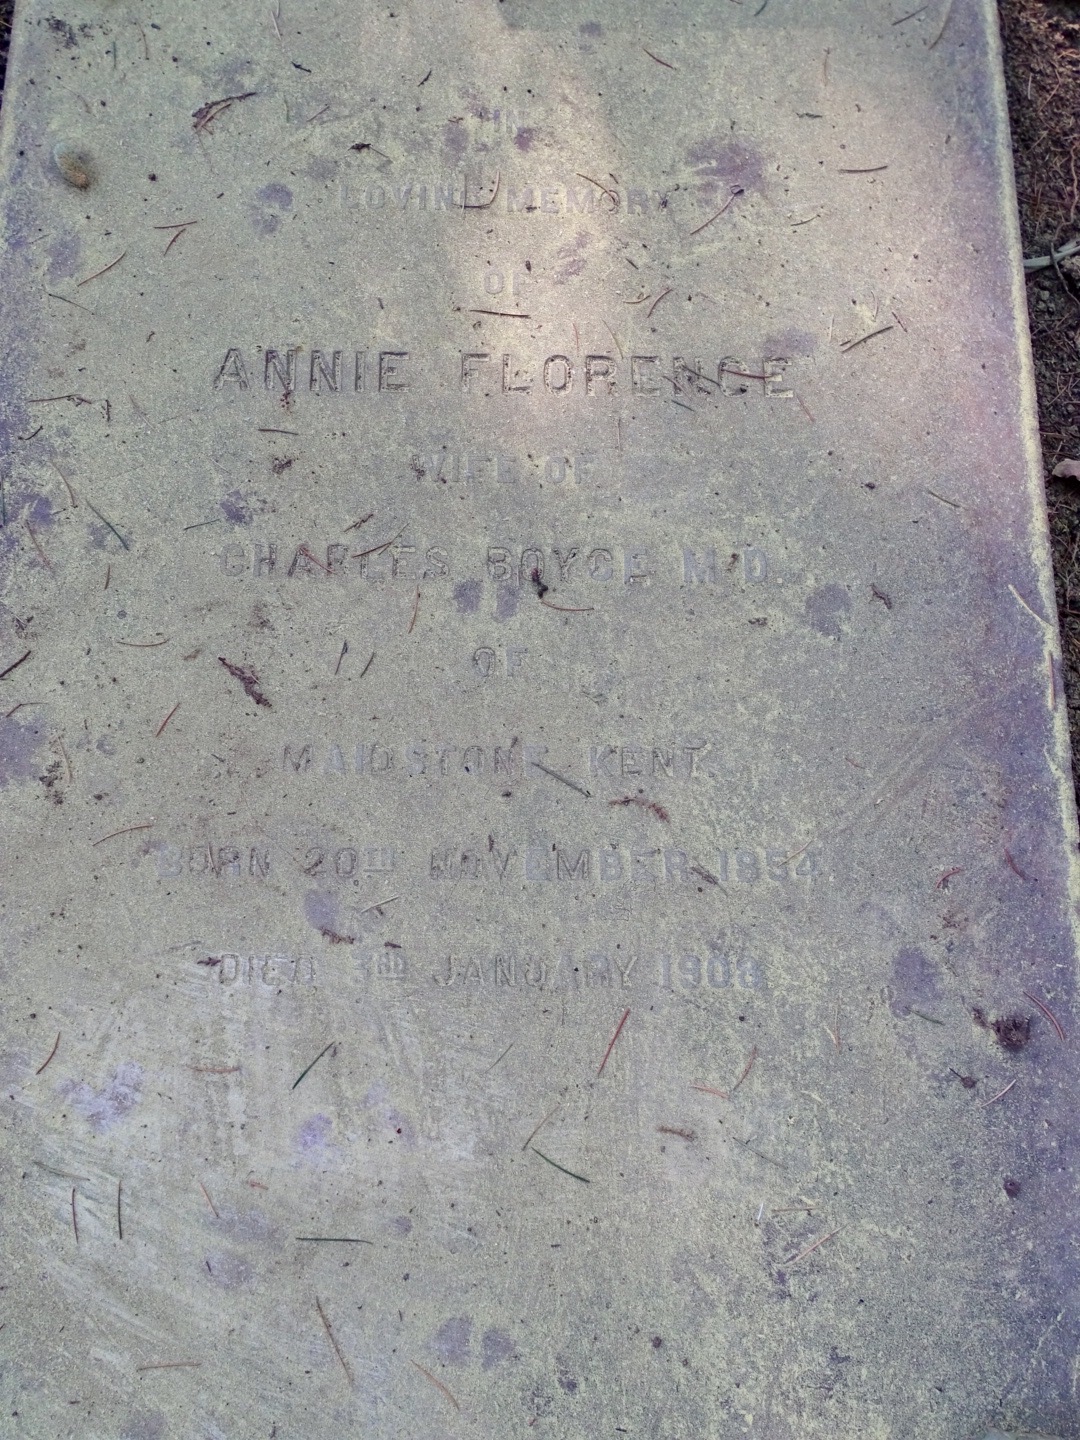 IN
LOVING MEMORY
OF
ANNIE FLORENCE
WIFE OF
CHARLES BOYCE M.D.
OF
MAIDSTONE KENT.
BORN 20TH NOVEMBER 1854.
DIED JANUARY